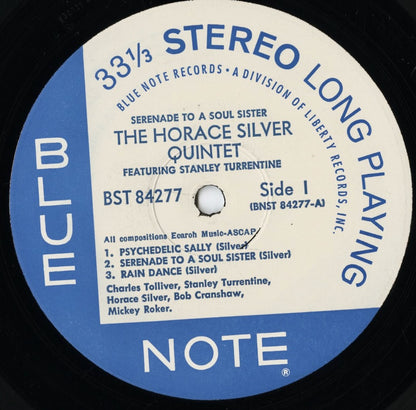 33⅓ STEREO LONG PLAYING
BLUE NOTE RECORDS • A DIVISION OF LIBERTY RECORDS, INC.
SERENADE TO A SOUL SISTER
THE HORACE SILVER
QUINTET
FEATURING STANLEY TURRENTINE
BST 84277
Side 1
(BNST 84277-A)
All compositions Ecaroh Music-ASCAP
1. PSYCHEDELIC SALLY (Silver)
2. SERENADE TO A SOUL SISTER (Silver)
3. RAIN DANCE (Silver)
Charles Tolliver, Stanley Turrentine,
Horace Silver, Bob Cranshaw,
Mickey Roker.
BLUE
NOTE
®